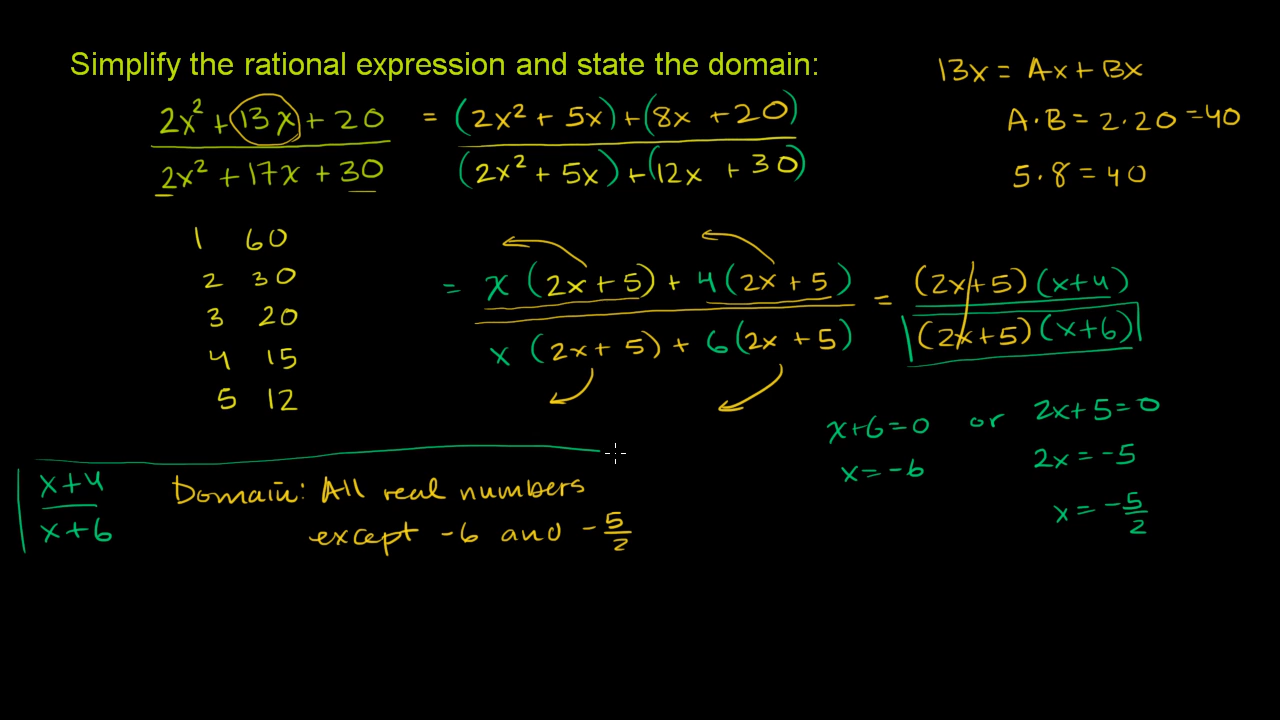 Simplify the rational expression and state the domain:
2x² + 13x + 20 / 2x² + 17x + 30 = (2x² + 5x) + (8x + 20) / (2x² + 5x) + (12x + 30)
13x = Ax + Bx
A·B = 2·20 = 40
5·8 = 40
1 60
2 30
3 20
4 15
5 12
= x (2x + 5) + 4 (2x + 5) / x (2x + 5) + 6 (2x + 5) = (2x+5)(x+4) / (2x+5)(x+6)
x+6=0 or 2x+5=0
x=-6 2x=-5
x=-5/2
x+4 / x+6
Domain: All real numbers
except -6 and -5/2